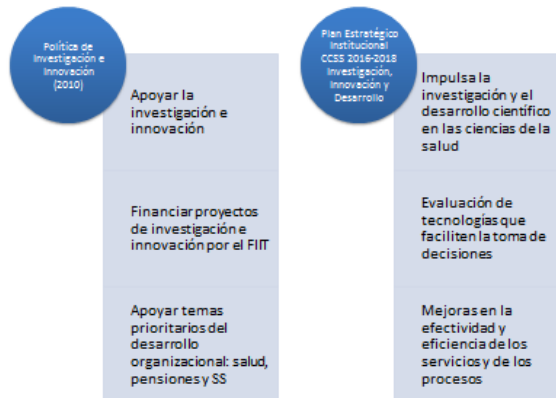 Política de
Investigación e
Innovación
(2010)
Apoyar la
investigación e
innovación
Financiar proyectos
de investigación e
innovación por el FIIT
Apoyar temas
prioritarios del
desarrollo
organizacional: salud,
pensiones y SS
Plan Estratégico
Institucional
CCSS 2016-2018
Investigación,
Innovación y
Desarrollo
Impulsa la
investigación y el
desarrollo científico
en las ciencias de la
salud
Evaluación de
tecnologías que
faciliten la toma de
decisiones
Mejoras en la
efectividad y
eficiencia de los
servicios y de los
procesos